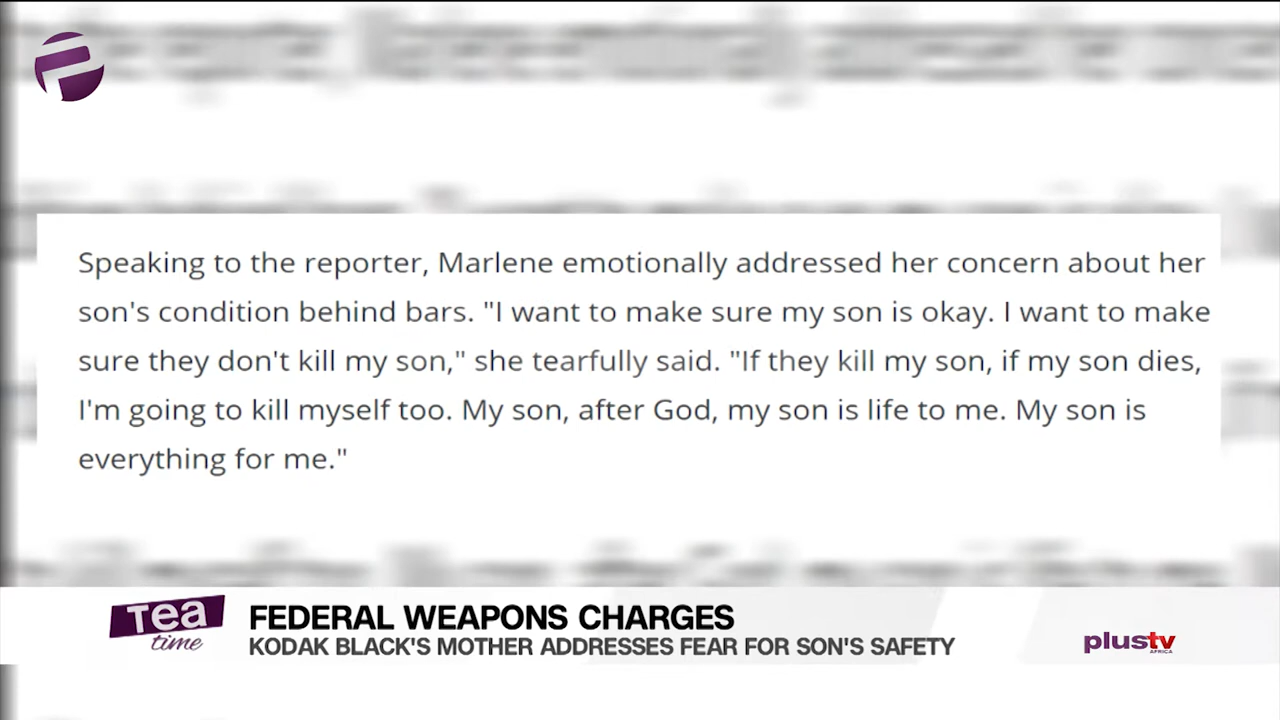 Speaking to the reporter, Marlene emotionally addressed her concern about her
son's condition behind bars. "I want to make sure my son is okay. I want to make
sure they don't kill my son," she tearfully said. "If they kill my son, if my son dies,
I'm going to kill myself too. My son, after God, my son is life to me. My son is
everything for me."
Tea
time
FEDERAL WEAPONS CHARGES
KODAK BLACK'S MOTHER ADDRESSES FEAR FOR SON'S SAFETY
plustv
AFRICA